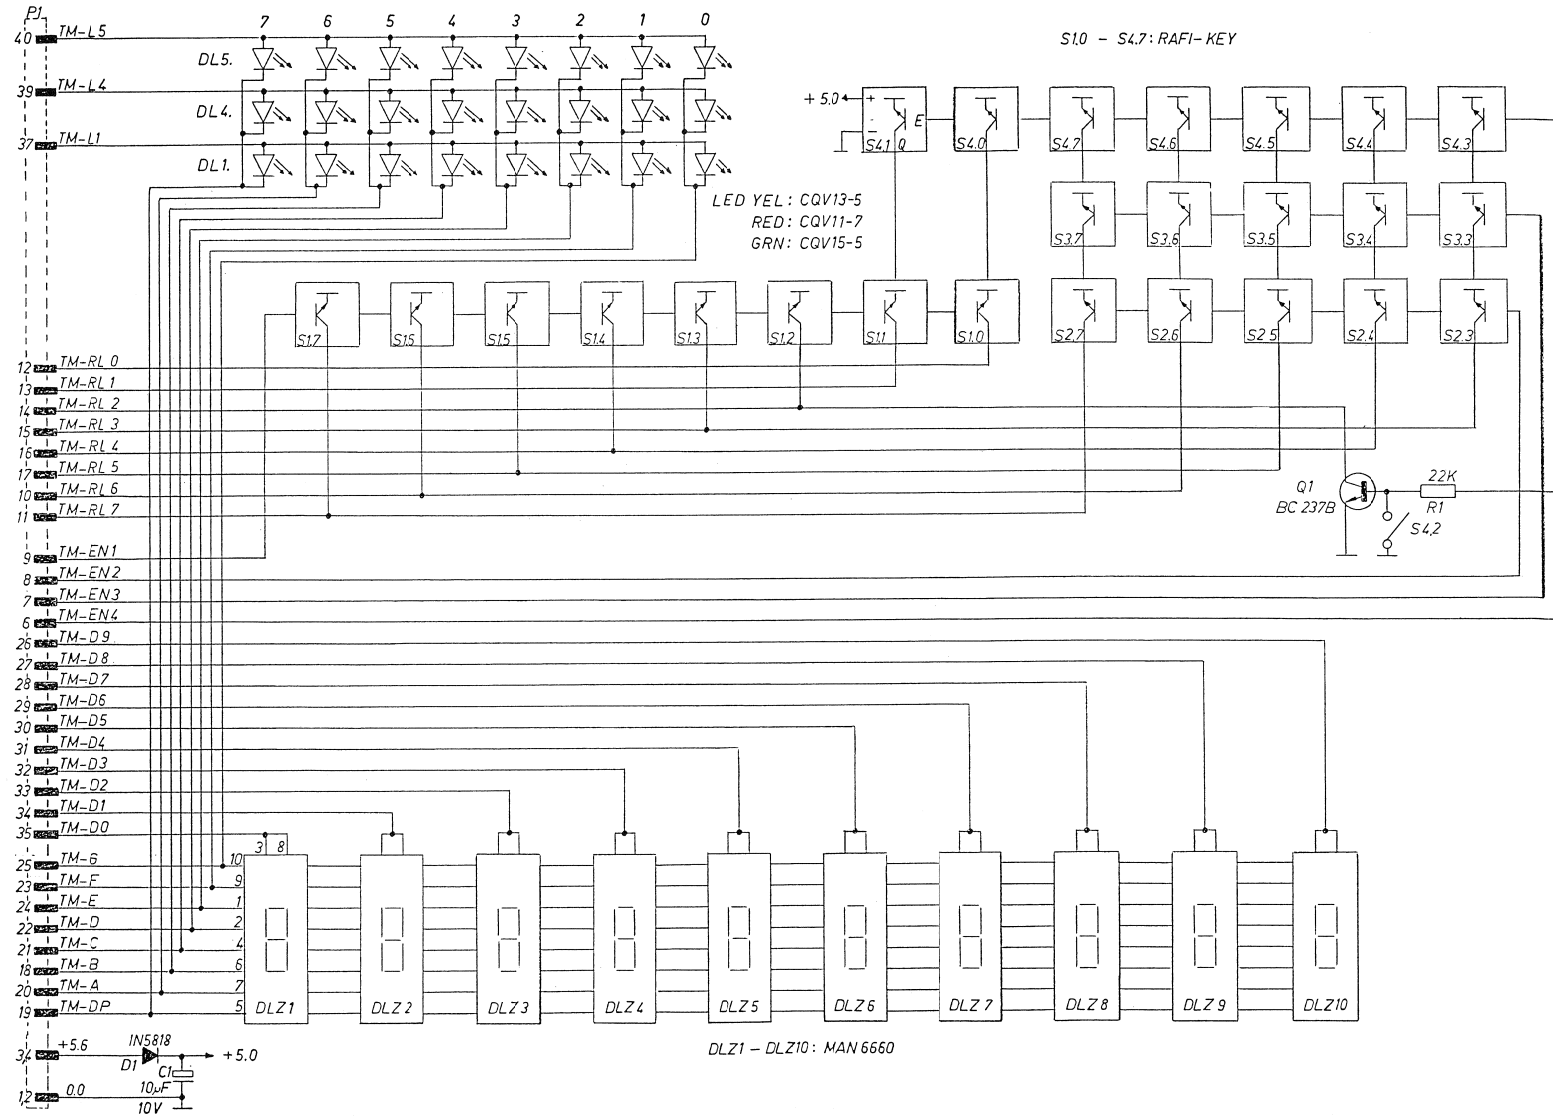 P1
7 6 5 4 3 2 1 0
40 TM-L5
DL5.
39 TM-L4
DL4.
37 TM-L1
DL1.
S1.0 - S4.7: RAFI-KEY
+5.0 + - E
S4.1 Q S4.0 S4.7 S4.6 S4.5 S4.4 S4.3
LED YEL: CQV13-5
RED: CQV11-7
GRN: CQV15-5
S3.7 S3.6 S3.5 S3.4 S3.3
S1.7 S1.5 S1.5 S1.4 S1.3 S1.2 S1.1 S1.0 S2.7 S2.6 S2.5 S2.4 S2.3
12 TM-RL 0
13 TM-RL 1
14 TM-RL 2
15 TM-RL 3
16 TM-RL 4
17 TM-RL 5
10 TM-RL 6
11 TM-RL 7
Q1
BC 237B
22K
R1
S4.2
9 TM-EN1
8 TM-EN2
7 TM-EN3
6 TM-EN4
26 TM-D9
27 TM-D8
28 TM-D7
29 TM-D6
30 TM-D5
31 TM-D4
32 TM-D3
33 TM-D2
34 TM-D1
35 TM-D0
3 8
25 TM-G 10
23 TM-F 9
24 TM-E 1
22 TM-D 2
21 TM-C 4
18 TM-B 6
20 TM-A 7
19 TM-DP 5
DLZ1 DLZ2 DLZ3 DLZ4 DLZ5 DLZ6 DLZ7 DLZ8 DLZ9 DLZ10
DLZ1 - DLZ10: MAN 6660
3,4 +5.6 IN5818 +5.0
D1
C1
10µF
10V
1,2 0.0